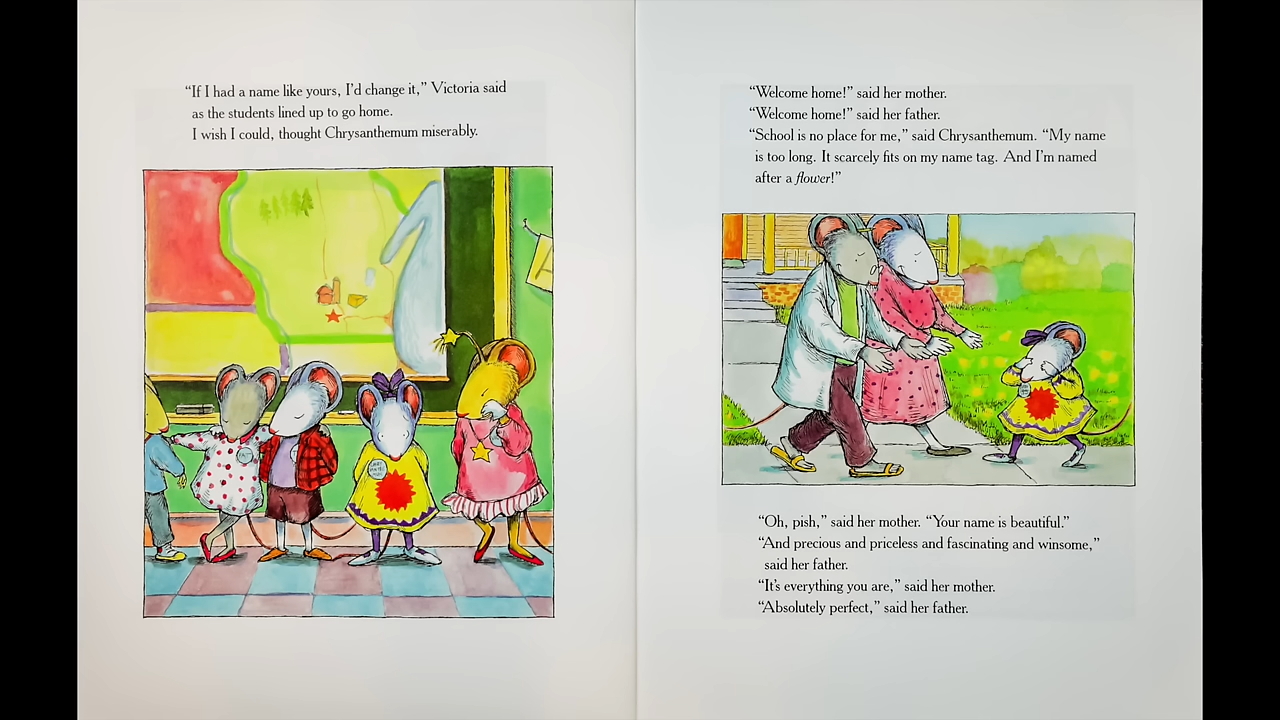 “If I had a name like yours, I’d change it,” Victoria said
as the students lined up to go home.
I wish I could, thought Chrysanthemum miserably.
“Welcome home!” said her mother.
“Welcome home!” said her father.
“School is no place for me,” said Chrysanthemum. “My name
is too long. It scarcely fits on my name tag. And I’m named
after a flower!”
“Oh, pish,” said her mother. “Your name is beautiful.”
“And precious and priceless and fascinating and winsome,”
said her father.
“It’s everything you are,” said her mother.
“Absolutely perfect,” said her father.